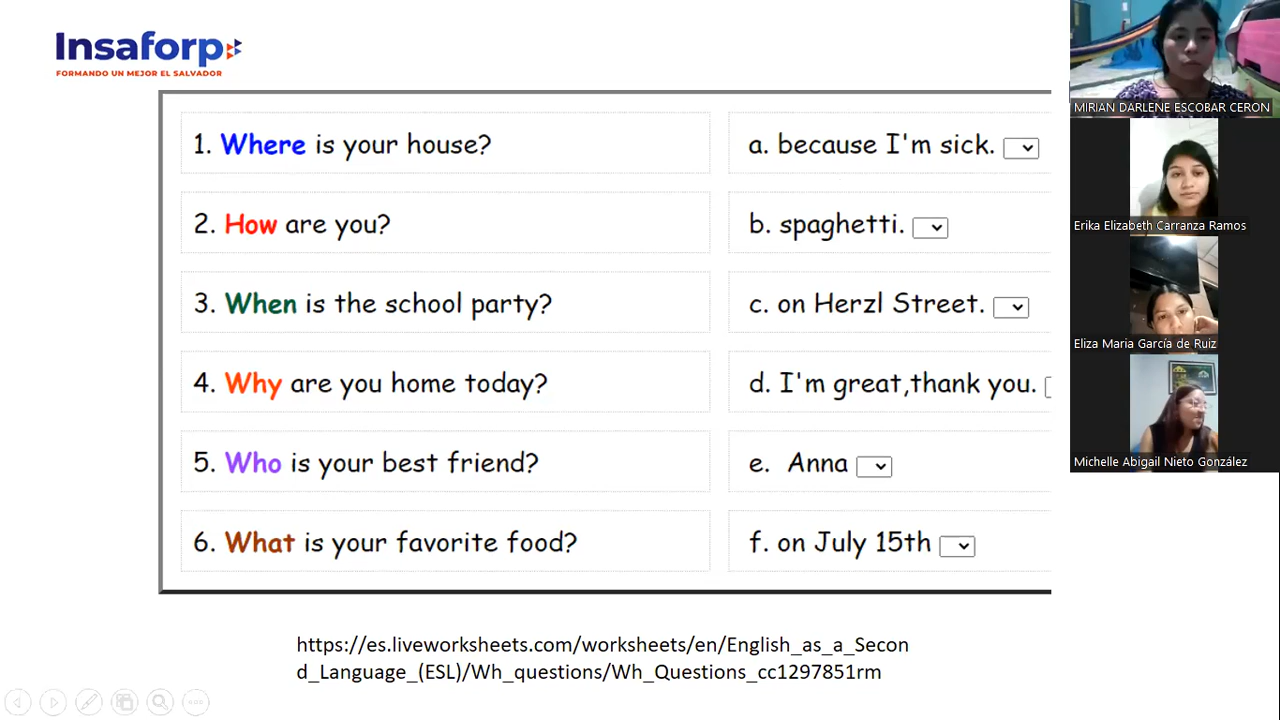 Insaforp
FORMANDO UN MEJOR EL SALVADOR
1. Where is your house?
a. because I'm sick.
2. How are you?
b. spaghetti.
3. When is the school party?
c. on Herzl Street.
4. Why are you home today?
d. I'm great,thank you.
5. Who is your best friend?
e. Anna
6. What is your favorite food?
f. on July 15th
https://es.liveworksheets.com/worksheets/en/English_as_a_Secon
d_Language_(ESL)/Wh_questions/Wh_Questions_cc1297851rm
MIRIAN DARLENE ESCOBAR CERON
Erika Elizabeth Carranza Ramos
Eliza Maria García de Ruiz
Michelle Abigail Nieto González